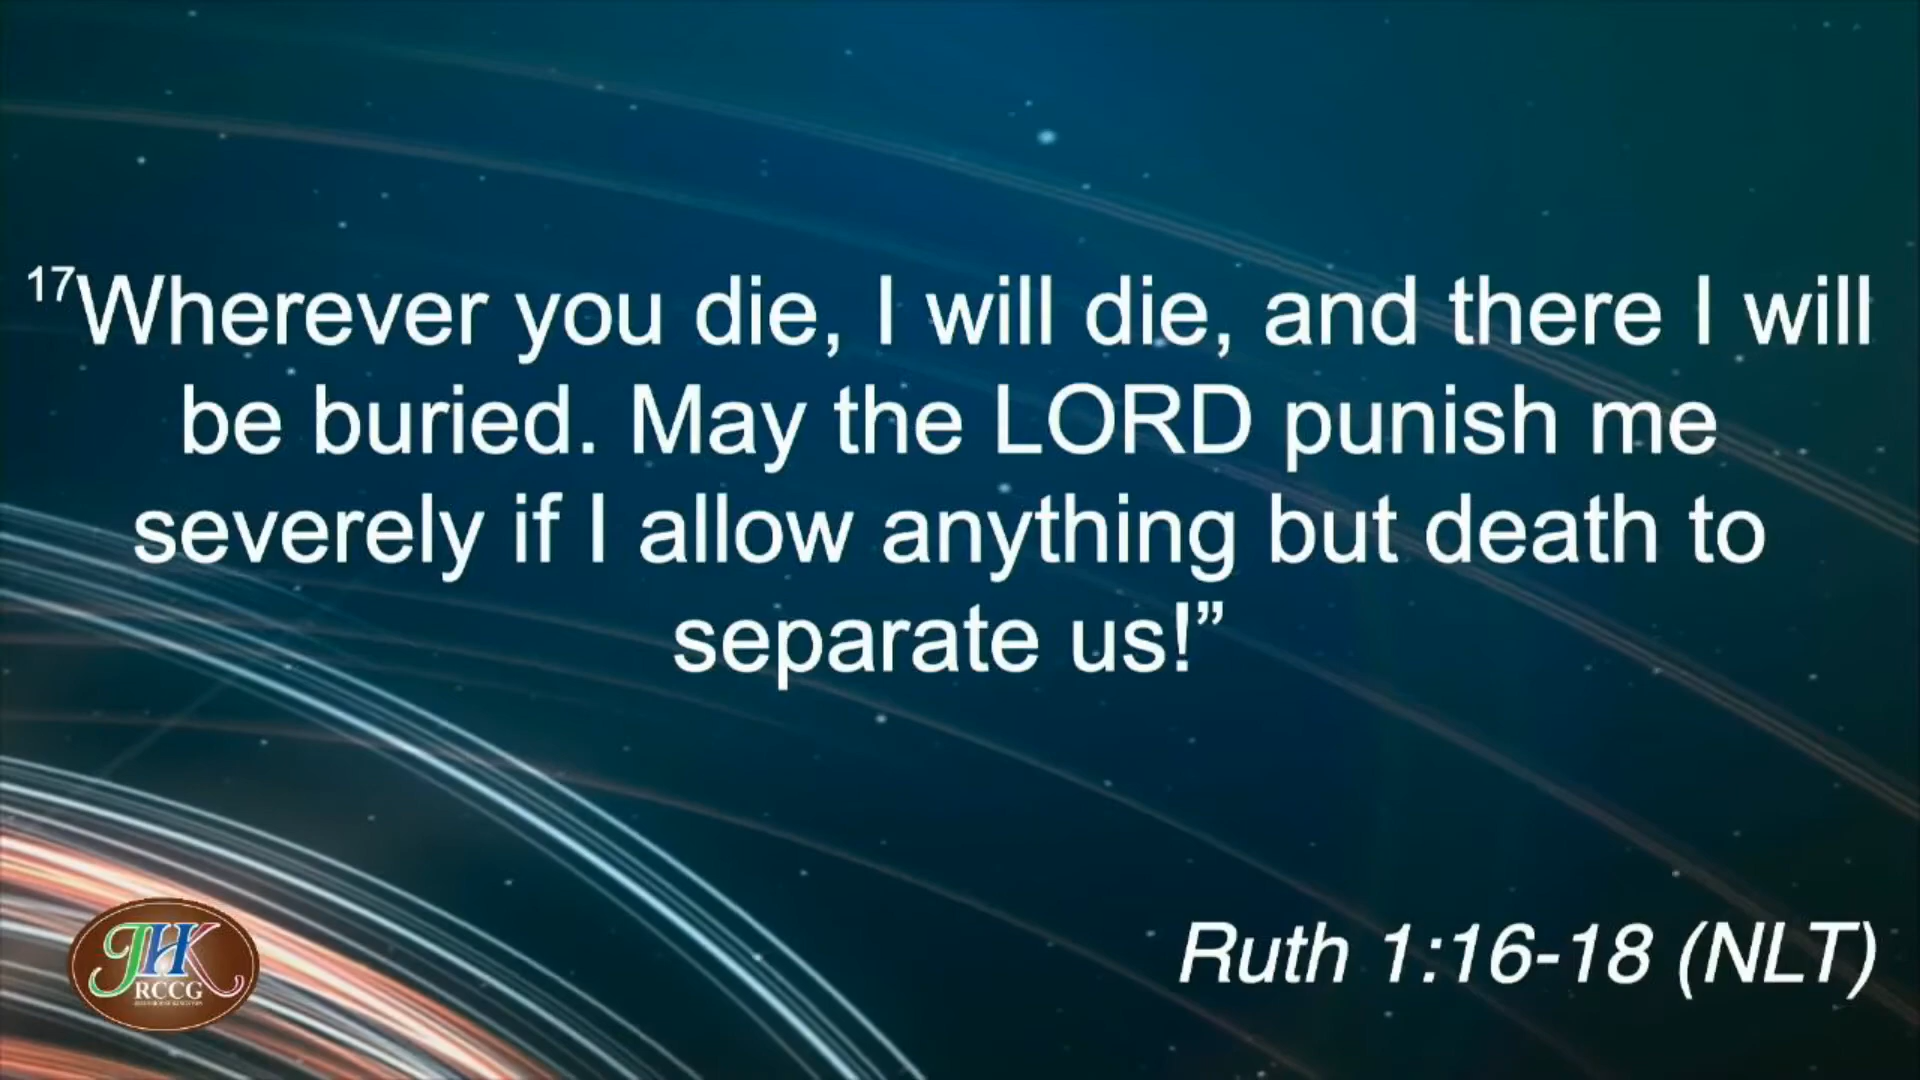 17Wherever you die, I will die, and there I will
be buried. May the LORD punish me
severely if I allow anything but death to
separate us!”
Ruth 1:16-18 (NLT)
JHK
RCCG